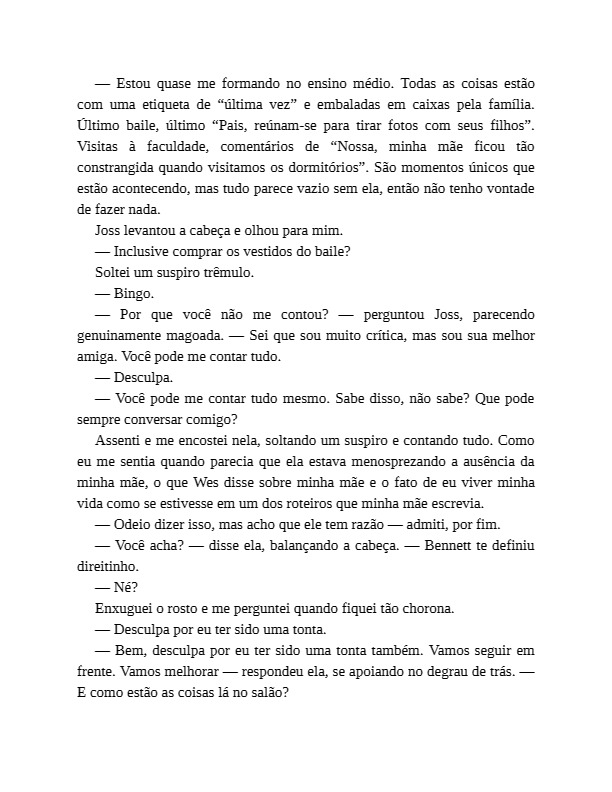 — Estou quase me formando no ensino médio. Todas as coisas estão
com uma etiqueta de “última vez” e embaladas em caixas pela família.
Último baile, último “Pais, reúnam-se para tirar fotos com seus filhos”.
Visitas à faculdade, comentários de “Nossa, minha mãe ficou tão
constrangida quando visitamos os dormitórios”. São momentos únicos que
estão acontecendo, mas tudo parece vazio sem ela, então não tenho vontade
de fazer nada.
Joss levantou a cabeça e olhou para mim.
— Inclusive comprar os vestidos do baile?
Soltei um suspiro trêmulo.
— Bingo.
— Por que você não me contou? — perguntou Joss, parecendo
genuinamente magoada. — Sei que sou muito crítica, mas sou sua melhor
amiga. Você pode me contar tudo.
— Desculpa.
— Você pode me contar tudo mesmo. Sabe disso, não sabe? Que pode
sempre conversar comigo?
Assenti e me encostei nela, soltando um suspiro e contando tudo. Como
eu me sentia quando parecia que ela estava menosprezando a ausência da
minha mãe, o que Wes disse sobre minha mãe e o fato de eu viver minha
vida como se estivesse em um dos roteiros que minha mãe escrevia.
— Odeio dizer isso, mas acho que ele tem razão — admiti, por fim.
— Você acha? — disse ela, balançando a cabeça. — Bennett te definiu
direitinho.
— Né?
Enxuguei o rosto e me perguntei quando fiquei tão chorona.
— Desculpa por eu ter sido uma tonta.
— Bem, desculpa por eu ter sido uma tonta também. Vamos seguir em
frente. Vamos melhorar — respondeu ela, se apoiando no degrau de trás. —
E como estão as coisas lá no salão?